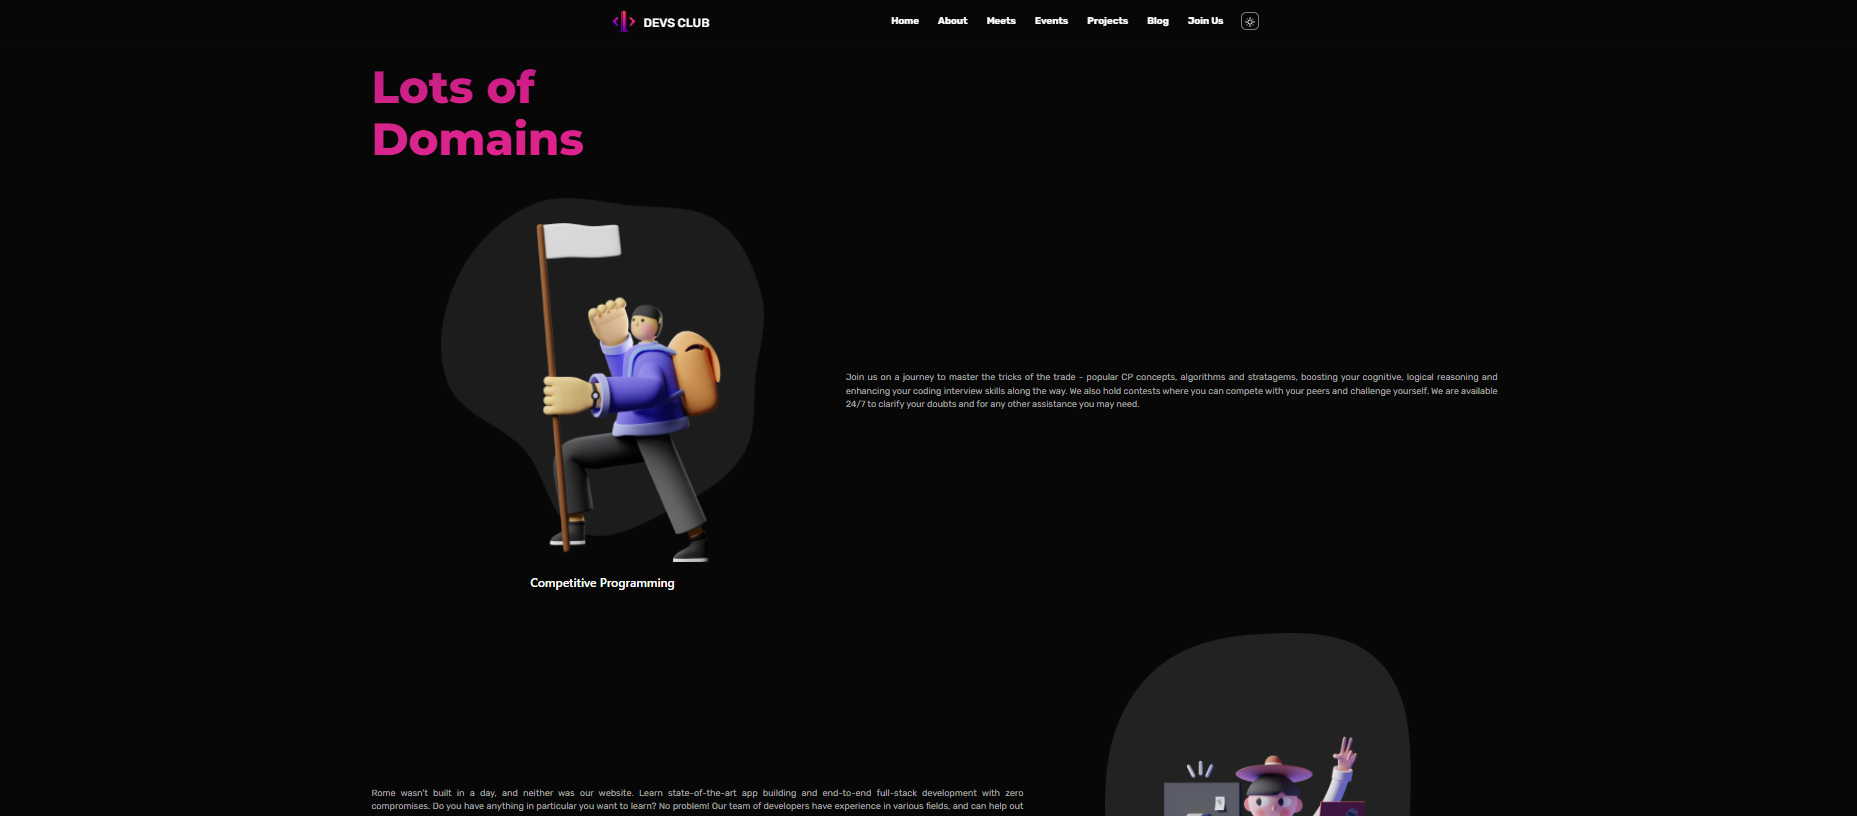 DEVS CLUB
Home About Meets Events Projects Blog Join Us
Lots of
Domains
Join us on a journey to master the tricks of the trade – popular CP concepts, algorithms and stratagems, boosting your cognitive, logical reasoning and
enhancing your coding interview skills along the way. We also hold contests where you can compete with your peers and challenge yourself. We are available
24/7 to clarify your doubts and for any other assistance you may need.
Competitive Programming
Rome wasn't built in a day, and neither was our website. Learn state-of-the-art app building and end-to-end full-stack development with zero
compromises. Do you have anything in particular you want to learn? No problem! Our team of developers have experience in various fields, and can help out